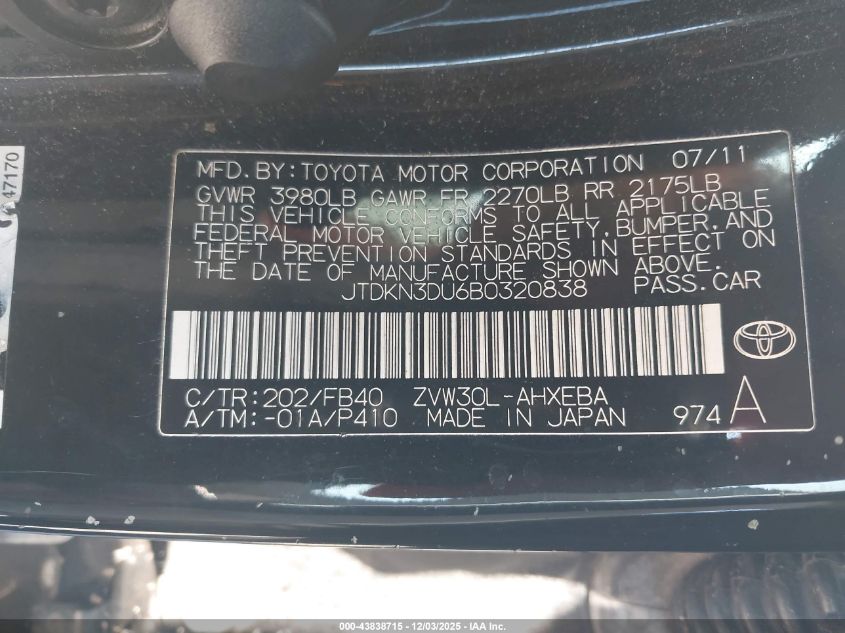 47170
MFD.BY:TOYOTA MOTOR CORPORATION 07/11
GVWR 3980LB GAWR FR 2270LB RR 2175LB
THIS VEHICLE CONFORMS TO ALL APPLICABLE
FEDERAL MOTOR VEHICLE SAFETY,BUMPER,AND
THEFT PREVENTION STANDARDS IN EFFECT ON
THE DATE OF MANUFACTURE SHOWN ABOVE.
JTDKN3DU6B0320838 PASS.CAR
C/TR:202/FB40 ZVW30L-AHXEBA
A/TM:-01A/P410 MADE IN JAPAN 974 A
000-43838715 - 12/03/2025 - IAA Inc.